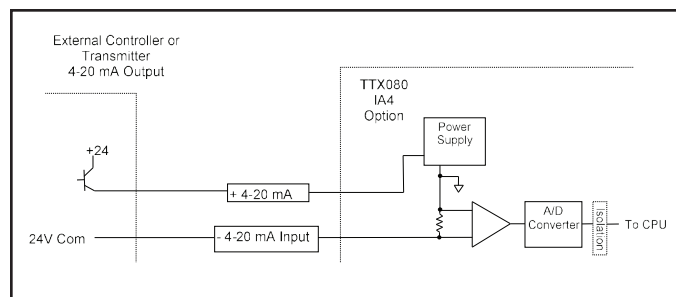 External Controller or
Transmitter
4-20 mA Output
TTX080
IA4
Option
Power
Supply
+24
+ 4-20 mA
- 4-20 mA Input
24V Com
A/D
Converter
Isolation
To CPU